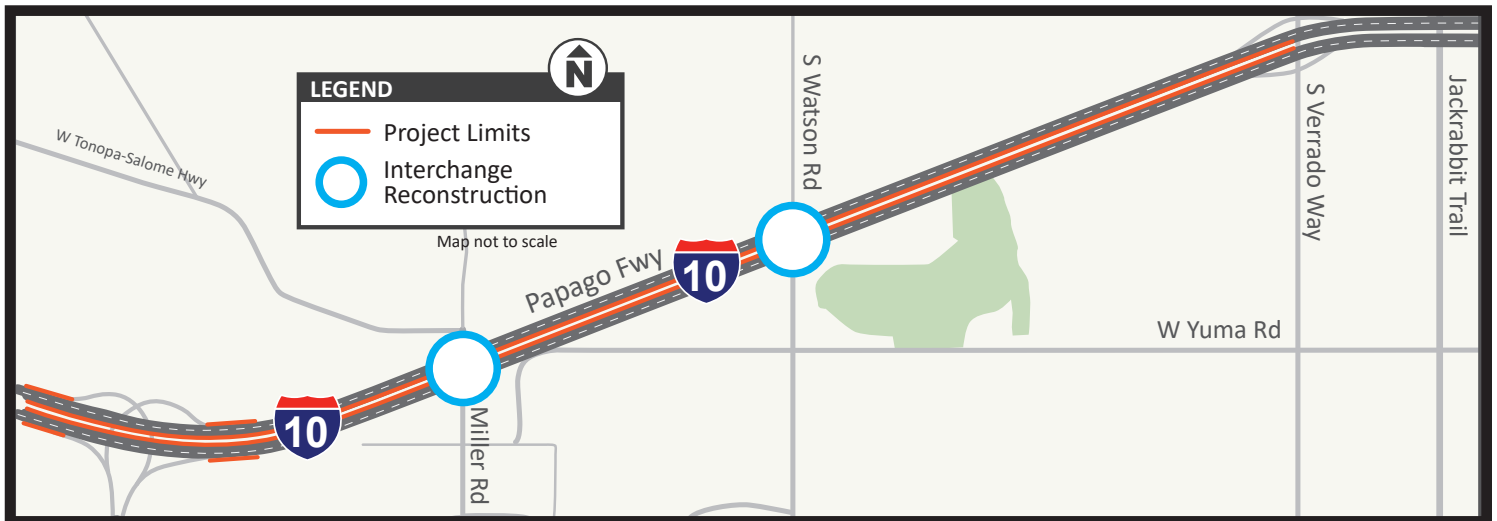 N
LEGEND
Project Limits
Interchange
Reconstruction
Map not to scale
W Tonopa-Salome Hwy
S Watson Rd
S Verrado Way
Jackrabbit Trail
Papago Fwy
10
W Yuma Rd
10
Miller Rd